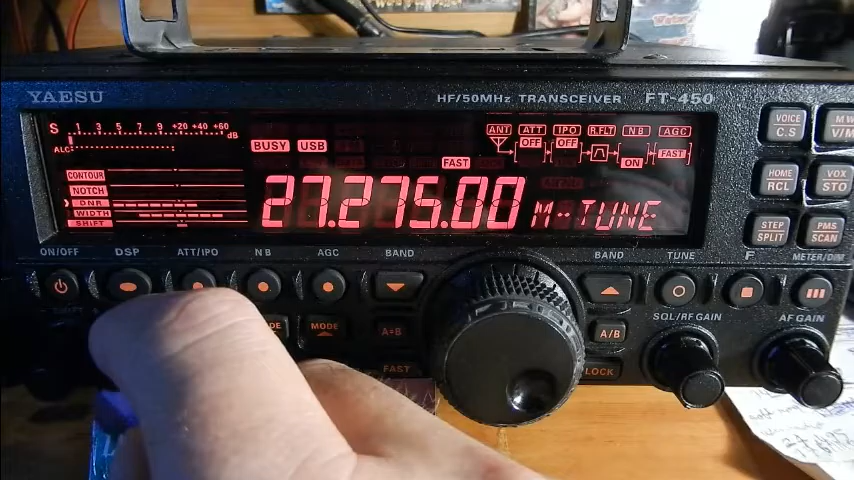 YAESU
HF/50MHz TRANSCEIVER FT-450
S 1 3 5 7 9 +20 +40 +60 dB
ALC
BUSY USB
FAST
ANT ATT IPO R.FLT NB AGC
OFF OFF ON FAST
CONTOUR
NOTCH
DNR
WIDTH
SHIFT
27.275.00 M-TUNE
VOICE
C.S
HOME
RCL
VOX
STO
STEP
SPLIT
PMS
SCAN
ON/OFF DSP ATT/IPO NB AGC BAND BAND TUNE F METER/DIM
MODE
A=B
A/B
SQL/RF GAIN
AF GAIN
FAST
LOCK